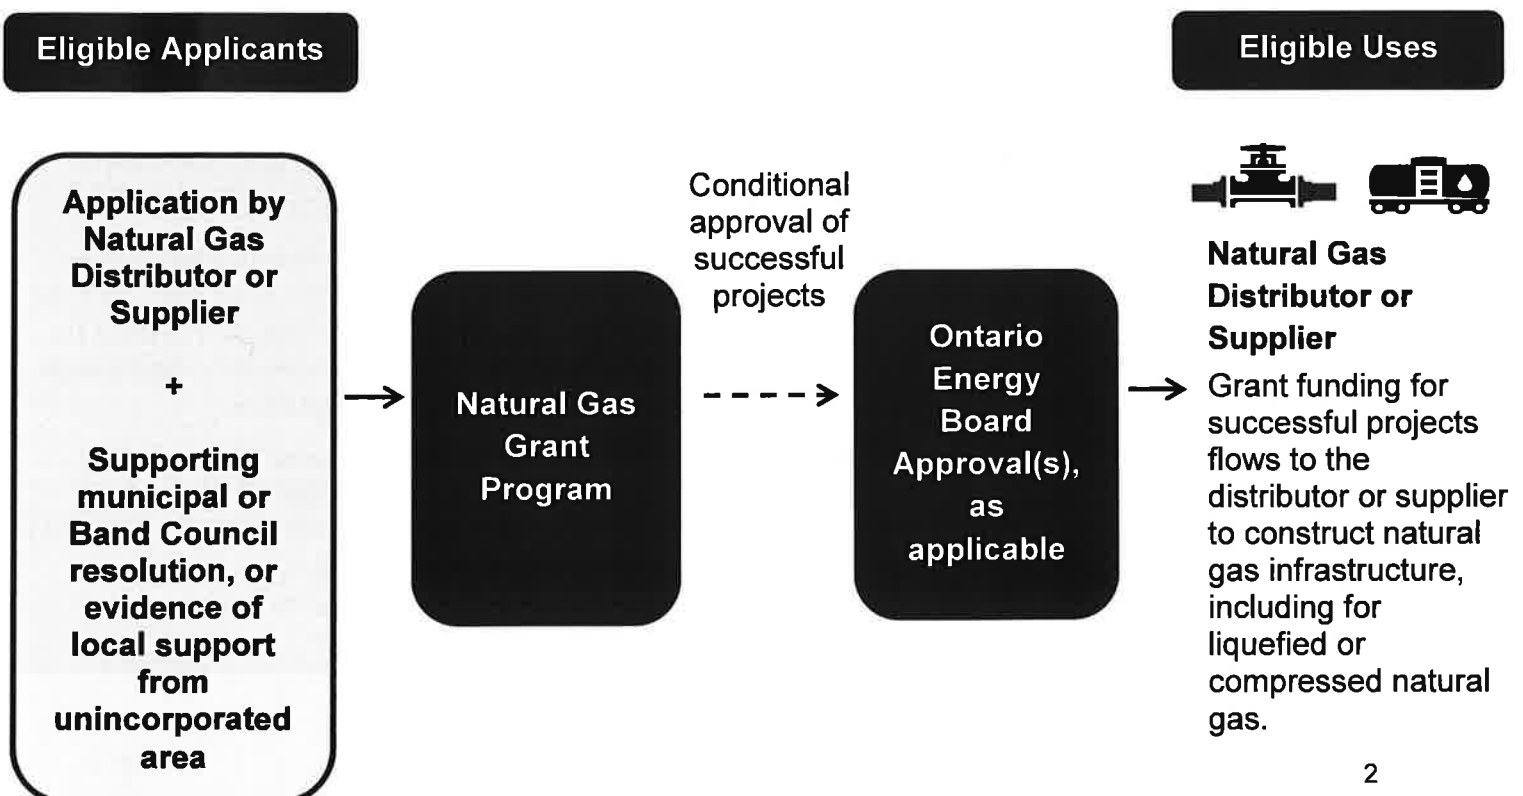 Eligible Applicants
Eligible Uses
Application by
Natural Gas
Distributor or
Supplier
+
Supporting
municipal or
Band Council
resolution, or
evidence of
local support
from
unincorporated
area
Natural Gas
Grant
Program
Conditional
approval of
successful
projects
Ontario
Energy
Board
Approval(s),
as
applicable
Natural Gas
Distributor or
Supplier
Grant funding for
successful projects
flows to the
distributor or supplier
to construct natural
gas infrastructure,
including for
liquefied or
compressed natural
gas.
2